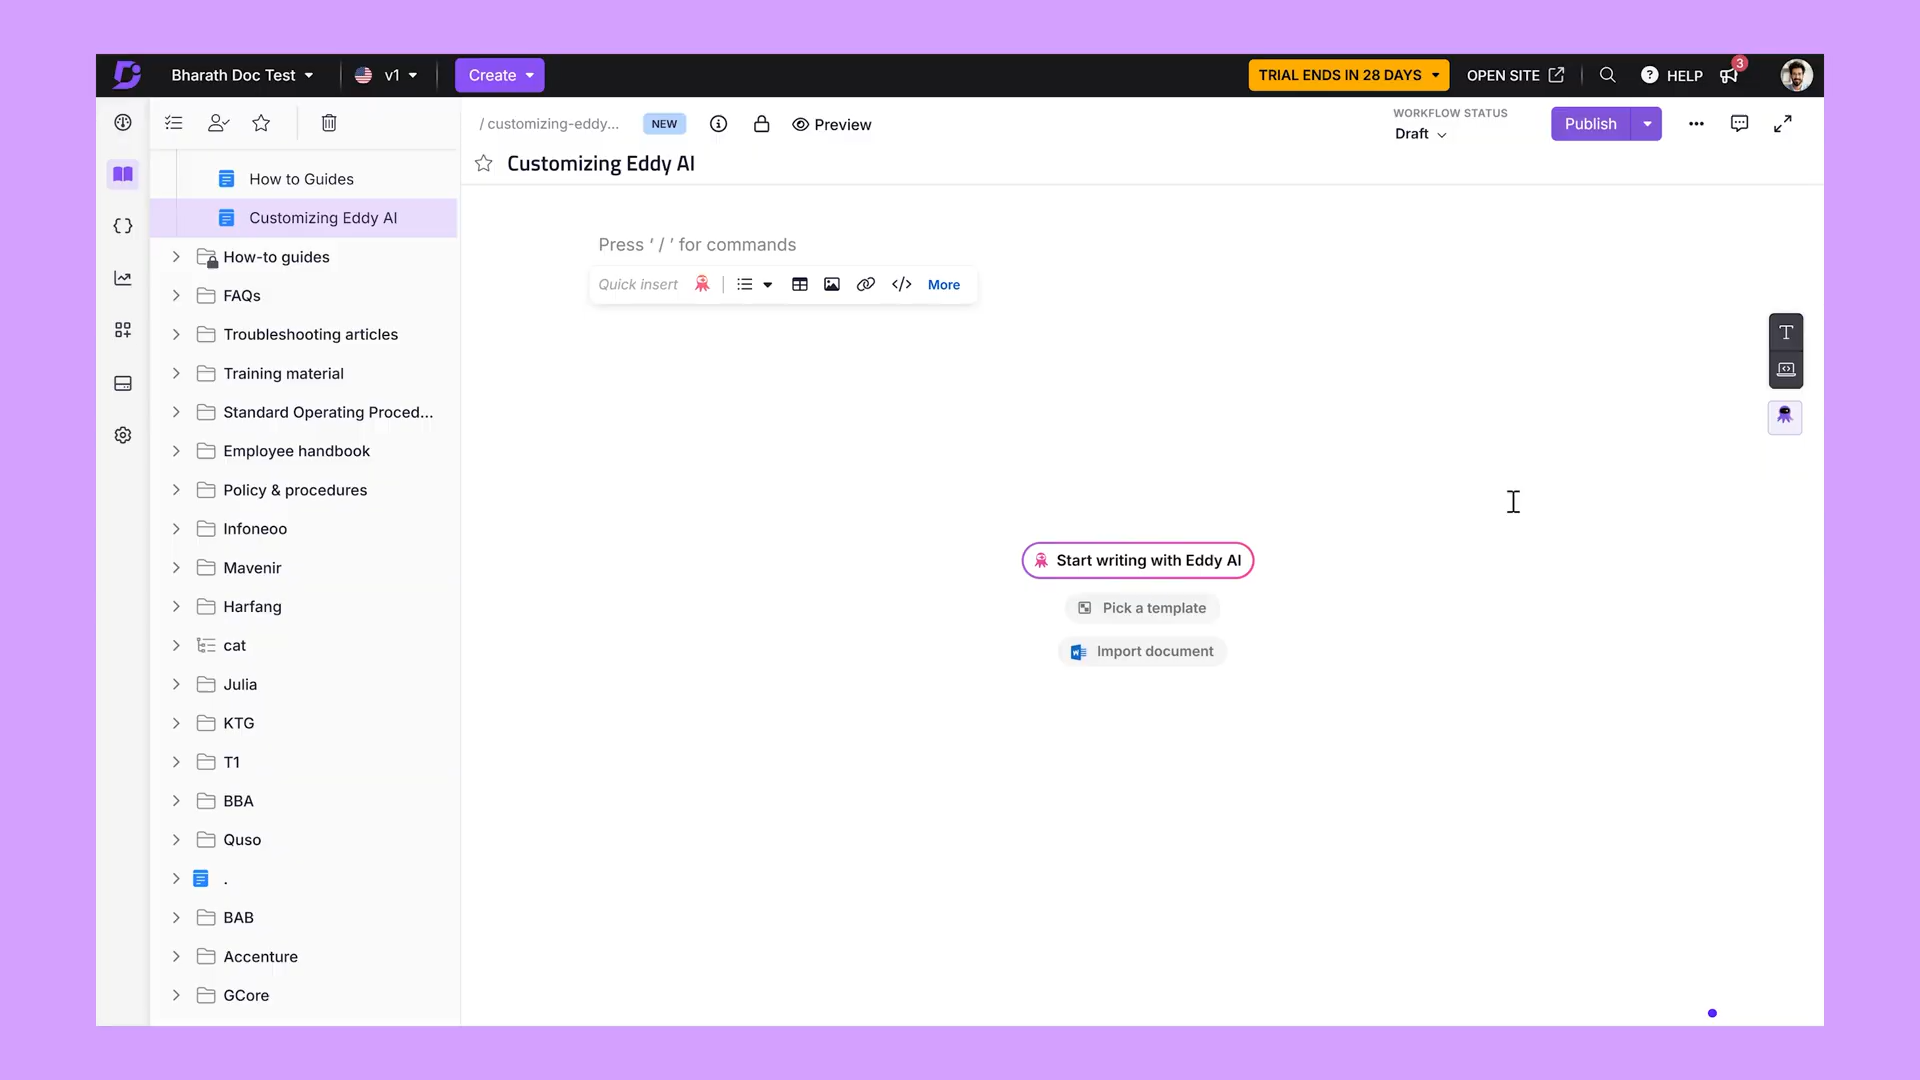 Bharath Doc Test
v1
Create
TRIAL ENDS IN 28 DAYS
OPEN SITE
HELP
3
/ customizing-eddy...
NEW
Preview
WORKFLOW STATUS
Draft
Publish
Customizing Eddy AI
How to Guides
Customizing Eddy AI
How-to guides
FAQs
Troubleshooting articles
Training material
Standard Operating Proced...
Employee handbook
Policy & procedures
Infoneoo
Mavenir
Harfang
cat
Julia
KTG
T1
BBA
Quso
.
BAB
Accenture
GCore
Press ‘ / ’ for commands
Quick insert
More
Start writing with Eddy AI
Pick a template
Import document